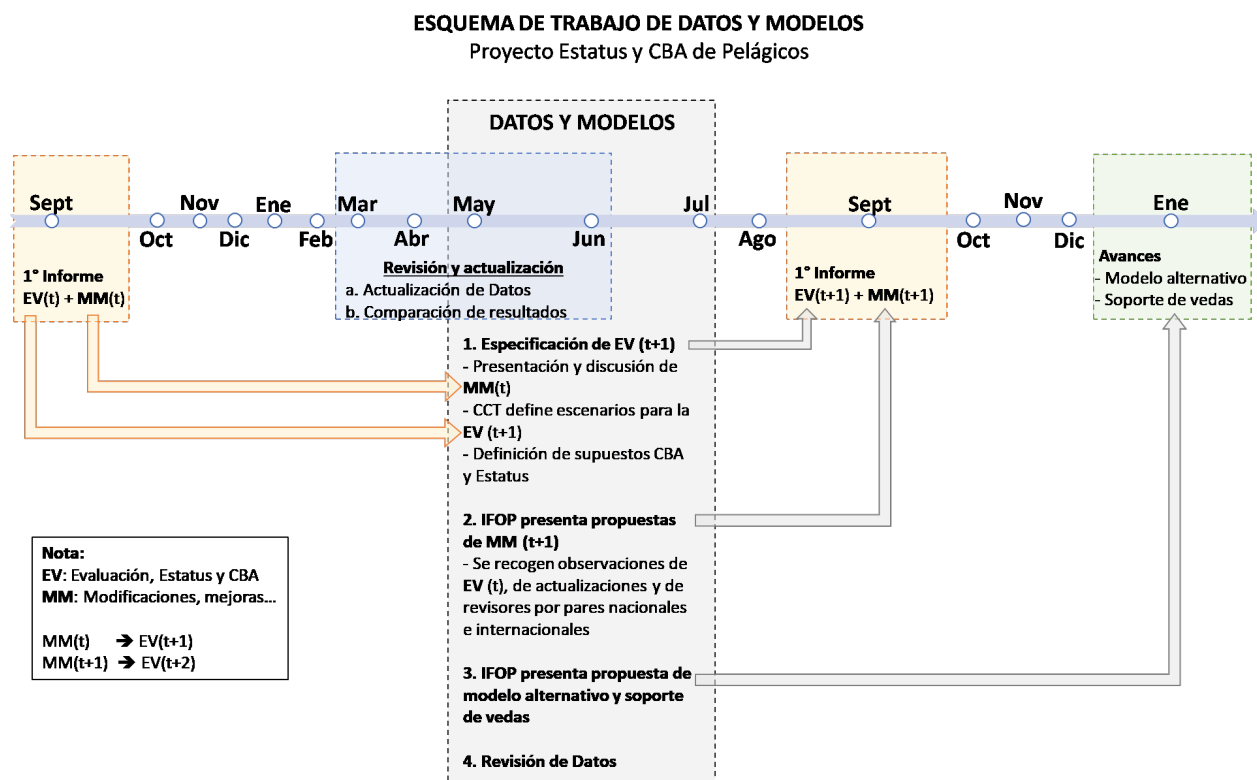 ESQUEMA DE TRABAJO DE DATOS Y MODELOS
Proyecto Estatus y CBA de Pelágicos
DATOS Y MODELOS
Sept
Oct
Nov
Dic
Ene
Feb
Mar
Abr
May
Jun
Jul
Ago
Sept
Oct
Nov
Dic
Ene
1° Informe
EV(t) + MM(t)
Revisión y actualización
a. Actualización de Datos
b. Comparación de resultados
1° Informe
EV(t+1) + MM(t+1)
Avances
- Modelo alternativo
- Soporte de vedas
1. Especificación de EV (t+1)
- Presentación y discusión de
MM(t)
- CCT define escenarios para la
EV (t+1)
- Definición de supuestos CBA
y Estatus
2. IFOP presenta propuestas
de MM (t+1)
- Se recogen observaciones de
EV (t), de actualizaciones y de
revisores por pares nacionales
e internacionales
3. IFOP presenta propuesta de
modelo alternativo y soporte
de vedas
4. Revisión de Datos
Nota:
EV: Evaluación, Estatus y CBA
MM: Modificaciones, mejoras...
MM(t) ➔ EV(t+1)
MM(t+1) ➔ EV(t+2)